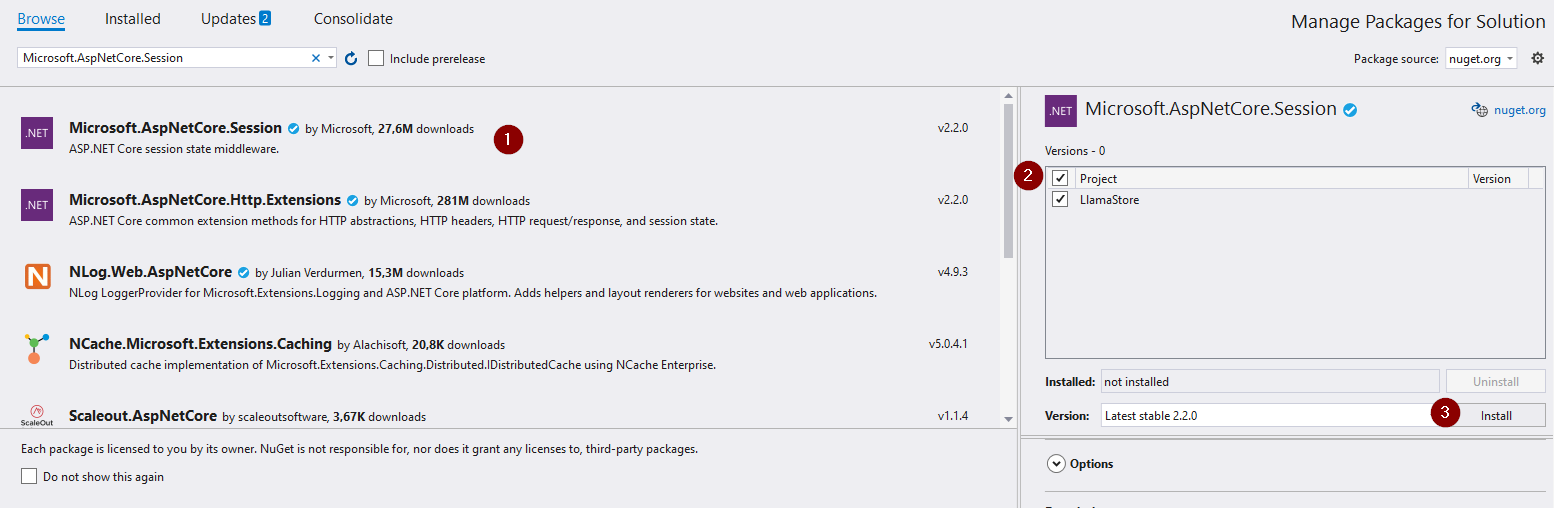 Browse Installed Updates 2 Consolidate
Manage Packages for Solution
Microsoft.AspNetCore.Session
Include prerelease
Package source: nuget.org
.NET
Microsoft.AspNetCore.Session by Microsoft, 27,6M downloads
1
v2.2.0
ASP.NET Core session state middleware.
.NET
Microsoft.AspNetCore.Http.Extensions by Microsoft, 281M downloads
v2.2.0
ASP.NET Core common extension methods for HTTP abstractions, HTTP headers, HTTP request/response, and session state.
N
NLog.Web.AspNetCore by Julian Verdurmen, 15,3M downloads
v4.9.3
NLog LoggerProvider for Microsoft.Extensions.Logging and ASP.NET Core platform. Adds helpers and layout renderers for websites and web applications.
NCache.Microsoft.Extensions.Caching by Alachisoft, 20,8K downloads
v5.0.4.1
Distributed cache implementation of Microsoft.Extensions.Caching.Distributed.IDistributedCache using NCache Enterprise.
ScaleOut
Scaleout.AspNetCore by scaleoutsoftware, 3,67K downloads
v1.1.4
Each package is licensed to you by its owner. NuGet is not responsible for, nor does it grant any licenses to, third-party packages.
Do not show this again
.NET
Microsoft.AspNetCore.Session
nuget.org
Versions - 0
2
Project Version
LlamaStore
Installed: not installed Uninstall
Version: Latest stable 2.2.0
3
Install
Options